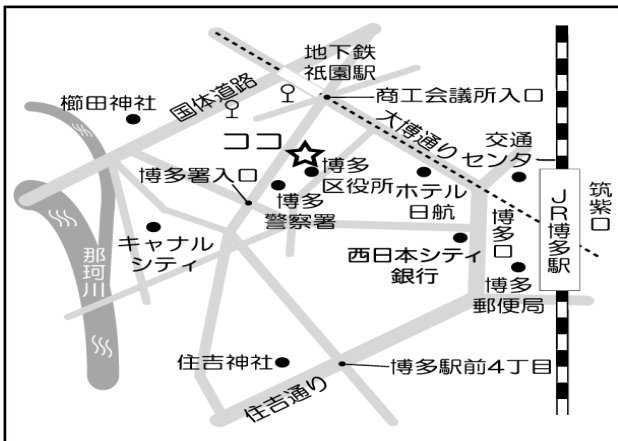 地下鉄
祇園駅
国体道路
櫛田神社
商工会議所入口
大博通り
交通
センター
ココ
博多署入口
博多
区役所
博多
警察署
ホテル
日航
JR博多駅
筑紫口
博多口
キャナル
シティ
那珂川
西日本シティ
銀行
博多
郵便局
住吉神社
博多駅前4丁目
住吉通り